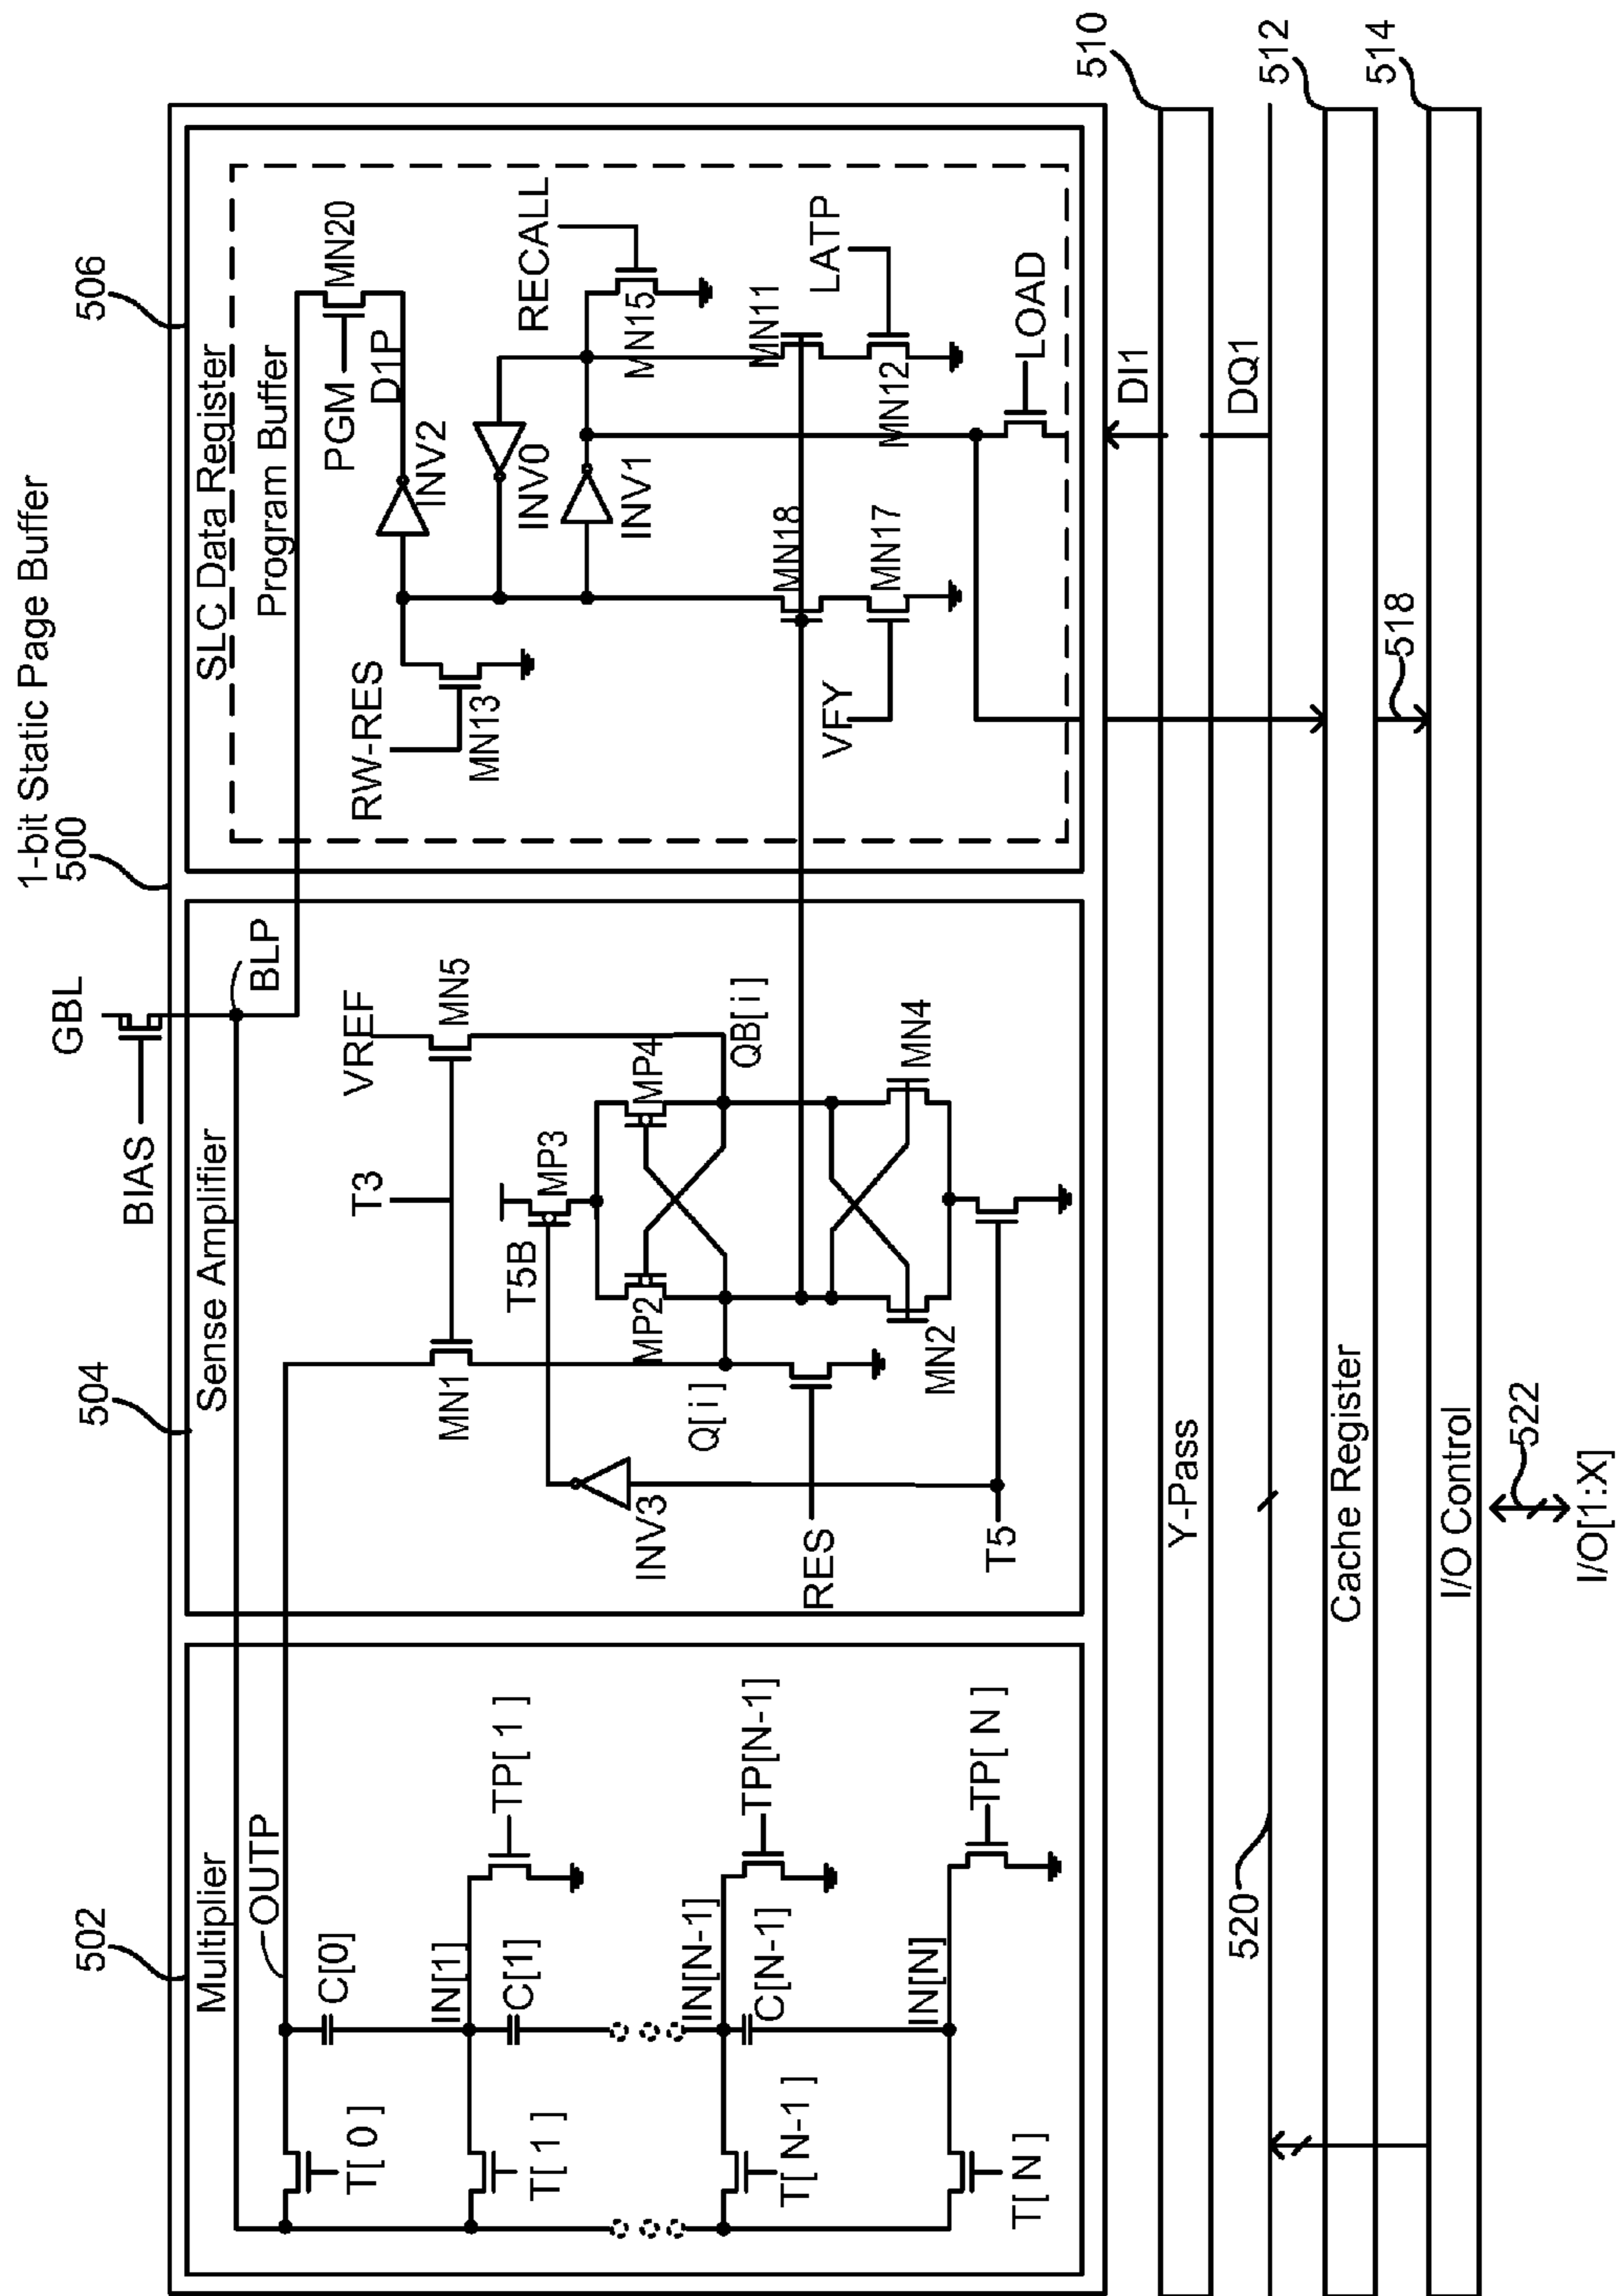 1-bit Static Page Buffer
500
502
504
506
GBL
BIAS
BLP
Multiplier
OUTP
C[0]
IN[1]
C[1]
IN[N-1]
C[N-1]
IN[N]
T[ 0 ]
T[ 1 ]
T[ N-1 ]
T[ N ]
TP[ 1 ]
TP[N-1]
TP[ N ]
Sense Amplifier
VREF
T3
MN1
MN5
MP3
T5B
MP2
MP4
Q[ i ]
QB[ i ]
INV3
RES
MN2
MN4
T5
SLC Data Register
Program Buffer
PGM
MN20
D1P
INV2
RW-RES
MN13
INV0
INV1
RECALL
MN15
MN18
MN17
VFY
MN11
MN12
LATP
LOAD
DI1
510
Y-Pass
DQ1
520
512
Cache Register
518
514
I/O Control
522
I/O[1:X]